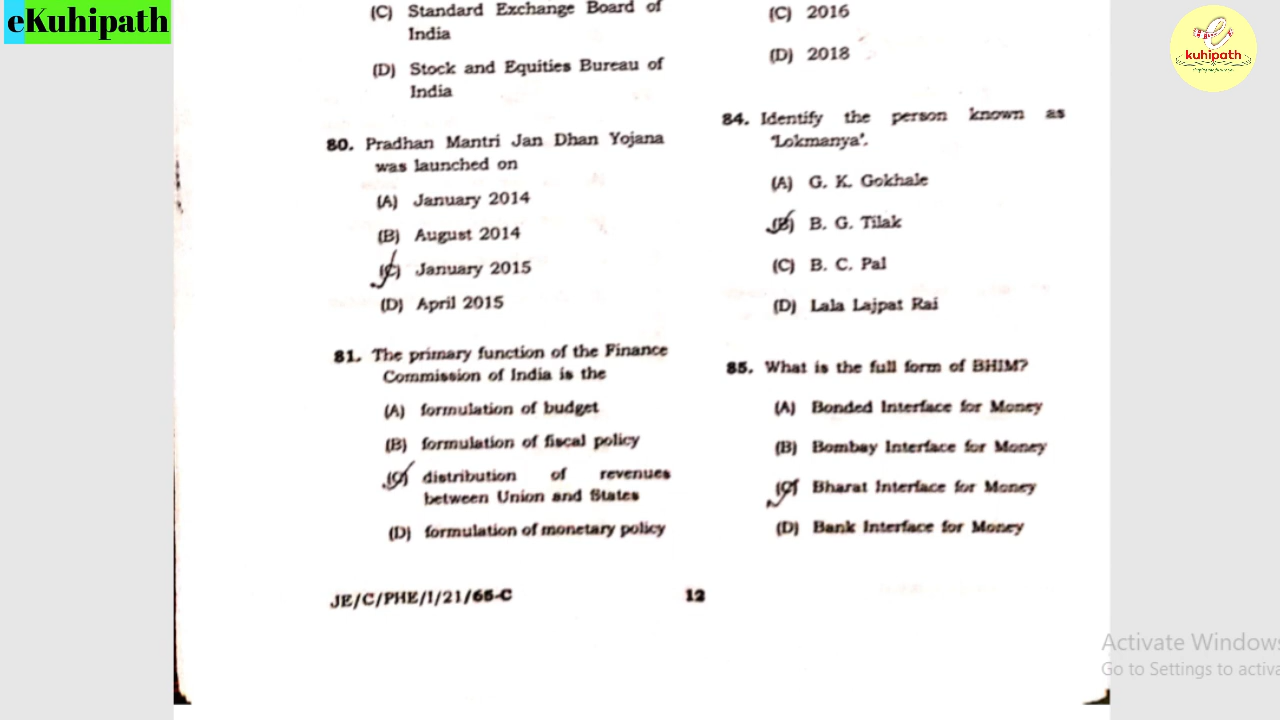 eKuhipath
kuhipath
(C) Standard Exchange Board of
India
(D) Stock and Equities Bureau of
India
80. Pradhan Mantri Jan Dhan Yojana
was launched on
(A) January 2014
(B) August 2014
(C) January 2015
(D) April 2015
81. The primary function of the Finance
Commission of India is the
(A) formulation of budget
(B) formulation of fiscal policy
(C) distribution of revenues
between Union and States
(D) formulation of monetary policy
(C) 2016
(D) 2018
84. Identify the person known as
'Lokmanya'.
(A) G. K. Gokhale
(B) B. G. Tilak
(C) B. C. Pal
(D) Lala Lajpat Rai
85. What is the full form of BHIM?
(A) Bonded Interface for Money
(B) Bombay Interface for Money
(C) Bharat Interface for Money
(D) Bank Interface for Money
JE/C/PHE/I/21/65-C
12
Activate Windows
Go to Settings to activa